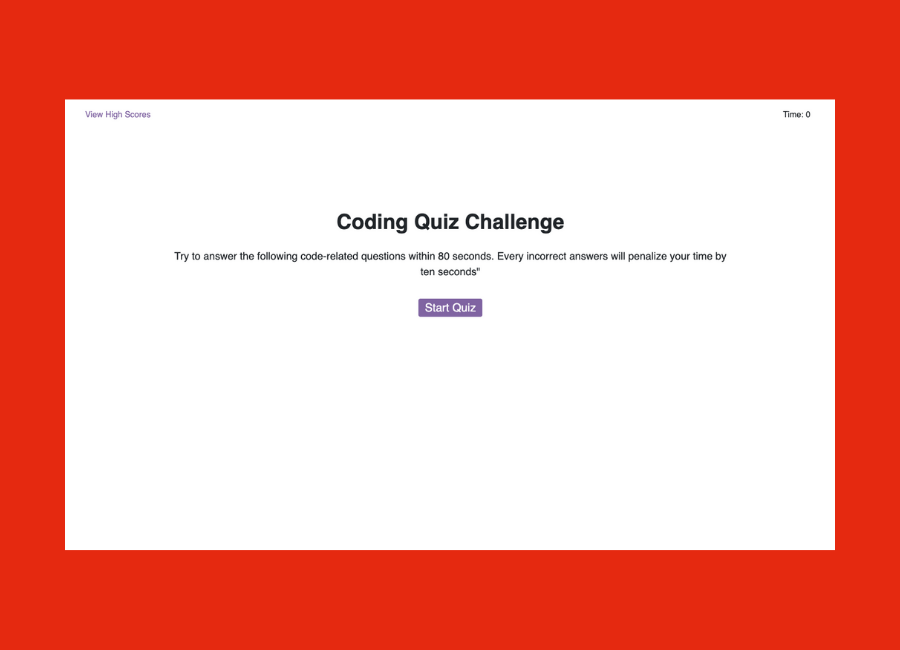 View High Scores
Time: 0
Coding Quiz Challenge
Try to answer the following code-related questions within 80 seconds. Every incorrect answers will penalize your time by
ten seconds"
Start Quiz